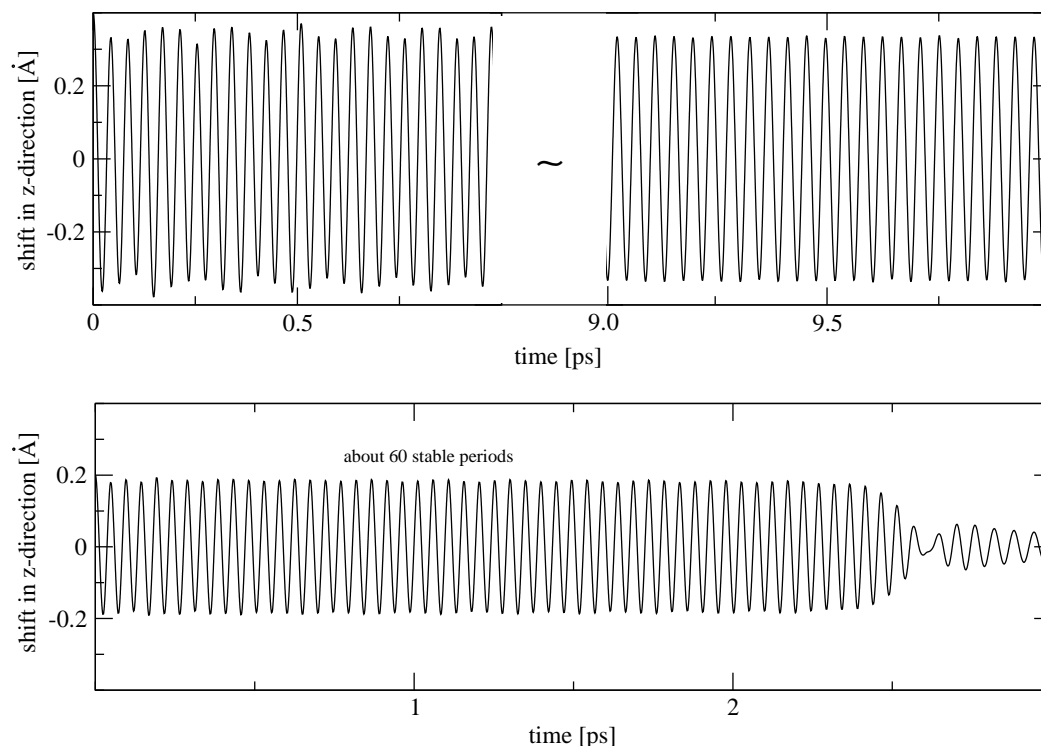 shift in z-direction [Å]
0.2
0
-0.2
~
0 0.5 9.0 9.5
time [ps]
shift in z-direction [Å]
0.2
0
-0.2
about 60 stable periods
1 2
time [ps]